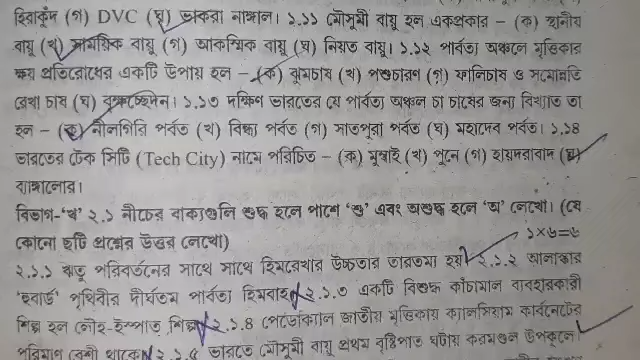 হিরাকুঁদ (গ) DVC (ঘ) ভাকরা নাঙ্গাল। ১.১১ মৌসুমী বায়ু হল একপ্রকার – (ক) স্থানীয়
বায়ু (খ) সাময়িক বায়ু (গ) আকস্মিক বায়ু (ঘ) নিয়ত বায়ু। ১.১২ পার্বত্য অঞ্চলে মৃত্তিকার
ক্ষয় প্রতিরোধের একটি উপায় হল – (ক) ঝুমচাষ (খ) পশুচারণ (গ) ফালিচাষ ও সমোন্নতি
রেখা চাষ (ঘ) বৃক্ষচ্ছেদন। ১.১৩ দক্ষিণ ভারতের যে পার্বত্য অঞ্চল চা চাষের জন্য বিখ্যাত তা
হল – (ক) নীলগিরি পর্বত (খ) বিন্ধ্য পর্বত (গ) সাতপুরা পর্বত (ঘ) মহাদেব পর্বত। ১.১৪
ভারতের টেক সিটি (Tech City) নামে পরিচিত – (ক) মুম্বাই (খ) পুনে (গ) হায়দরাবাদ (ঘ)
ব্যাঙ্গালোর।
বিভাগ-‘খ’ ২.১ নীচের বাক্যগুলি শুদ্ধ হলে পাশে ‘শু’ এবং অশুদ্ধ হলে ‘অ’ লেখো। (যে
কোনো ছটি প্রশ্নের উত্তর লেখো) ১×৬=৬
২.১.১ ঋতু পরিবর্তনের সাথে সাথে হিমরেখার উচ্চতার তারতম্য হয়। ২.১.২ আলাস্কার
‘হুবার্ড’ পৃথিবীর দীর্ঘতম পার্বত্য হিমবাহ। ২.১.৩ একটি বিশুদ্ধ কাঁচামাল ব্যবহারকারী
শিল্প হল লৌহ-ইস্পাত শিল্প। ২.১.৪ পেডোক্যাল জাতীয় মৃত্তিকায় ক্যালসিয়াম কার্বনেটের
পরিমাণ বেশী থাকে। ২.১.৫ ভারতে মৌসুমী বায়ু প্রথম বৃষ্টিপাত ঘটায় করমণ্ডল উপকূলে।